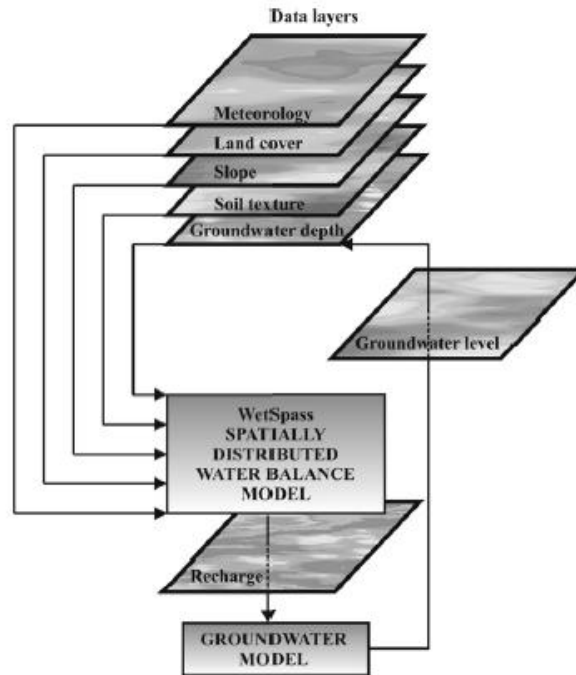 Data layers
Meteorology
Land cover
Slope
Soil texture
Groundwater depth
Groundwater level
WetSpass
SPATIALLY
DISTRIBUTED
WATER BALANCE
MODEL
Recharge
GROUNDWATER
MODEL